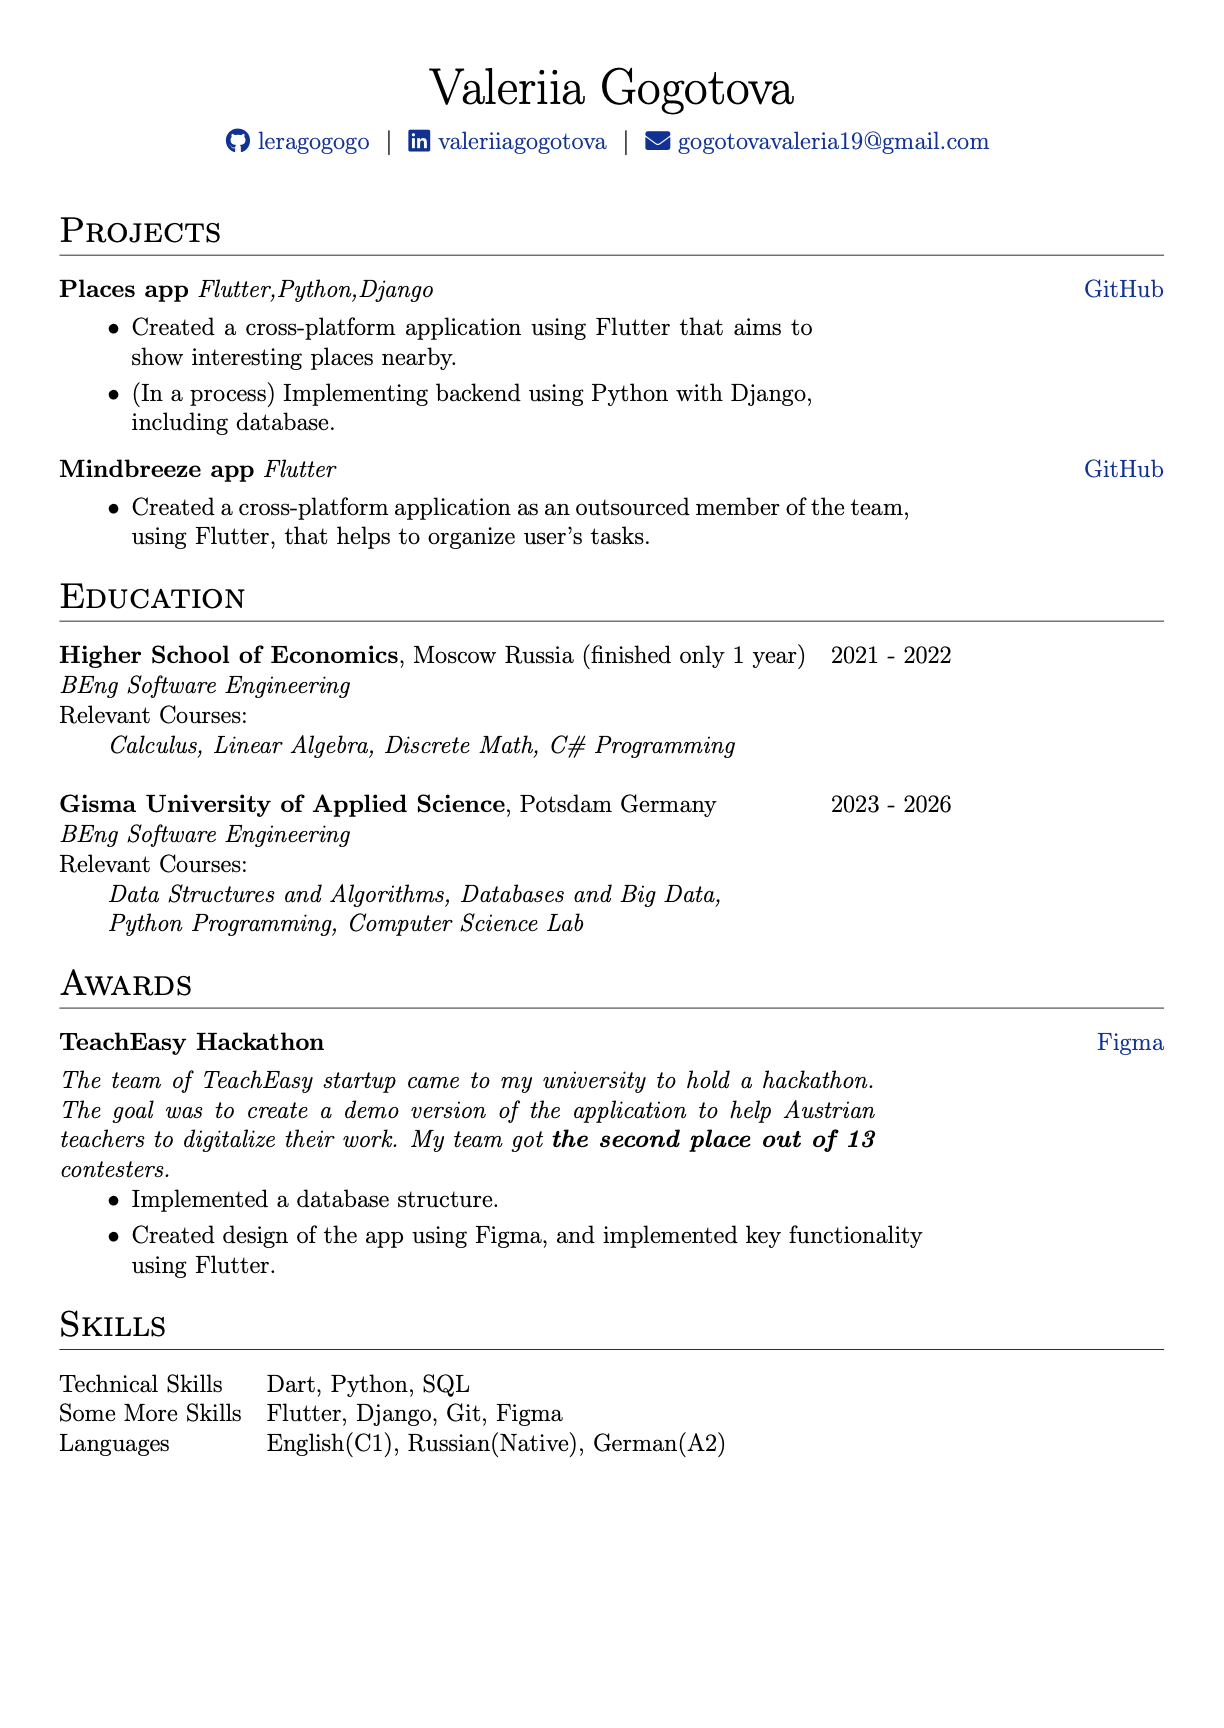 Valeriia Gogotova
leragogogo | valeriiagogotova | gogotovavaleria19@gmail.com
Projects
Places app Flutter,Python,Django GitHub
• Created a cross-platform application using Flutter that aims to
show interesting places nearby.
• (In a process) Implementing backend using Python with Django,
including database.
Mindbreeze app Flutter GitHub
• Created a cross-platform application as an outsourced member of the team,
using Flutter, that helps to organize user's tasks.
Education
Higher School of Economics, Moscow Russia (finished only 1 year) 2021 - 2022
BEng Software Engineering
Relevant Courses:
Calculus, Linear Algebra, Discrete Math, C# Programming
Gisma University of Applied Science, Potsdam Germany 2023 - 2026
BEng Software Engineering
Relevant Courses:
Data Structures and Algorithms, Databases and Big Data,
Python Programming, Computer Science Lab
Awards
TeachEasy Hackathon Figma
The team of TeachEasy startup came to my university to hold a hackathon.
The goal was to create a demo version of the application to help Austrian
teachers to digitalize their work. My team got the second place out of 13
contesters.
• Implemented a database structure.
• Created design of the app using Figma, and implemented key functionality
using Flutter.
Skills
Technical Skills Dart, Python, SQL
Some More Skills Flutter, Django, Git, Figma
Languages English(C1), Russian(Native), German(A2)